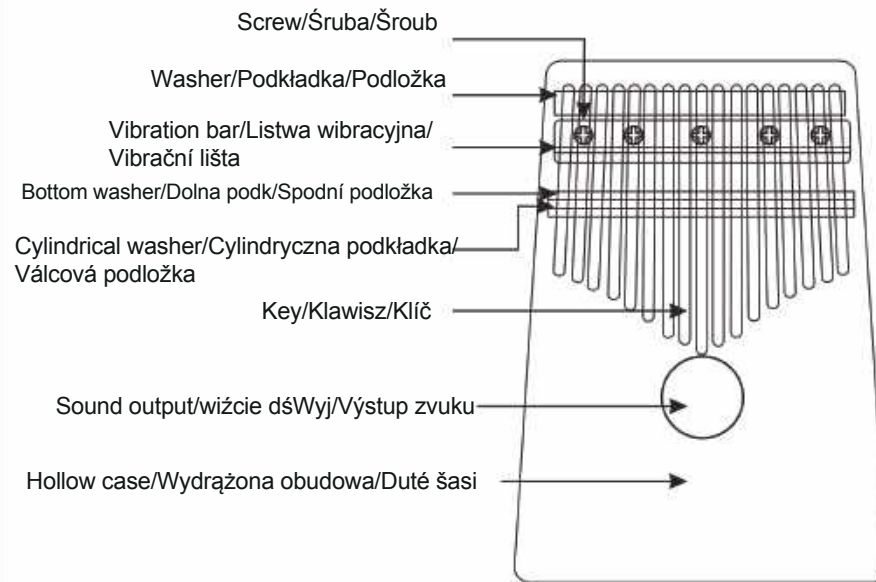 Screw/Śruba/Šroub
Washer/Podkładka/Podložka
Vibration bar/Listwa wibracyjna/
Vibrační lišta
Bottom washer/Dolna podk/Spodní podložka
Cylindrical washer/Cylindryczna podkładka/
Válcová podložka
Key/Klawisz/Klíč
Sound output/wiźcie dśWyj/Výstup zvuku
Hollow case/Wydrążona obudowa/Duté šasi